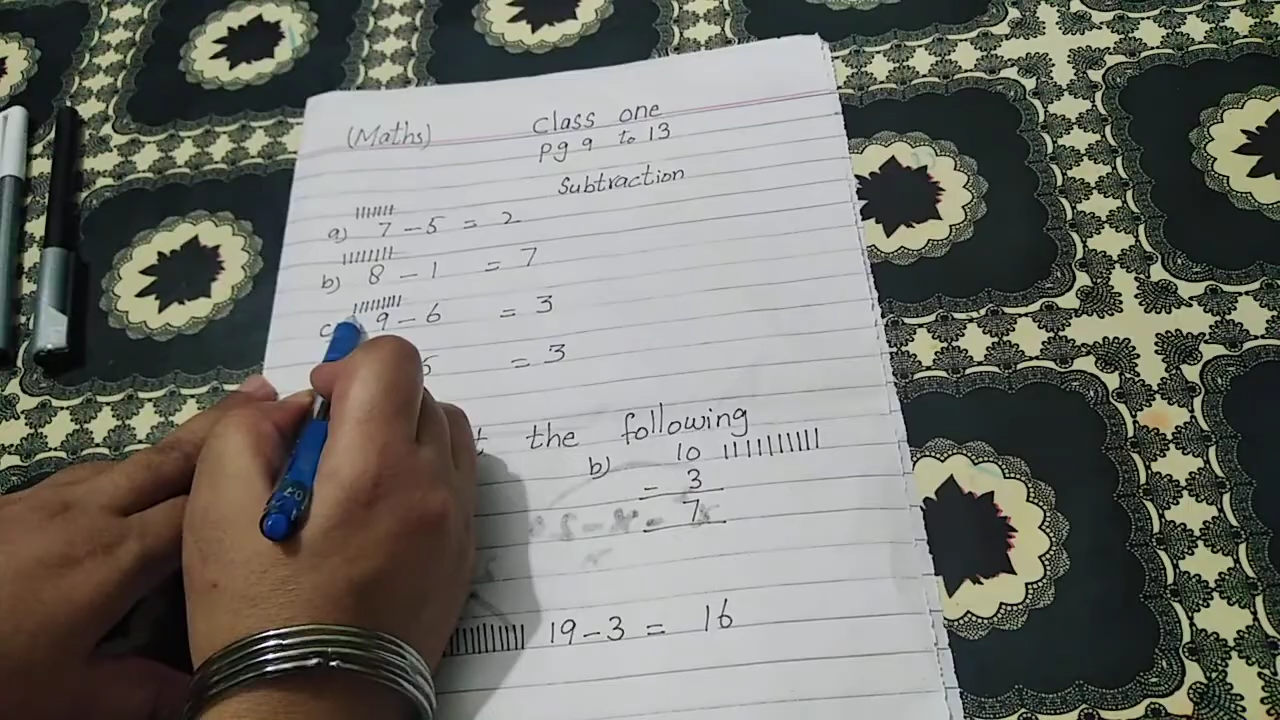 (Maths) Class one
Pg 9 to 13
Subtraction
a) 7 - 5 = 2
b) 8 - 1 = 7
c 9 - 6 = 3
= 3
the following
b) 10
= 3
7
19 - 3 = 16